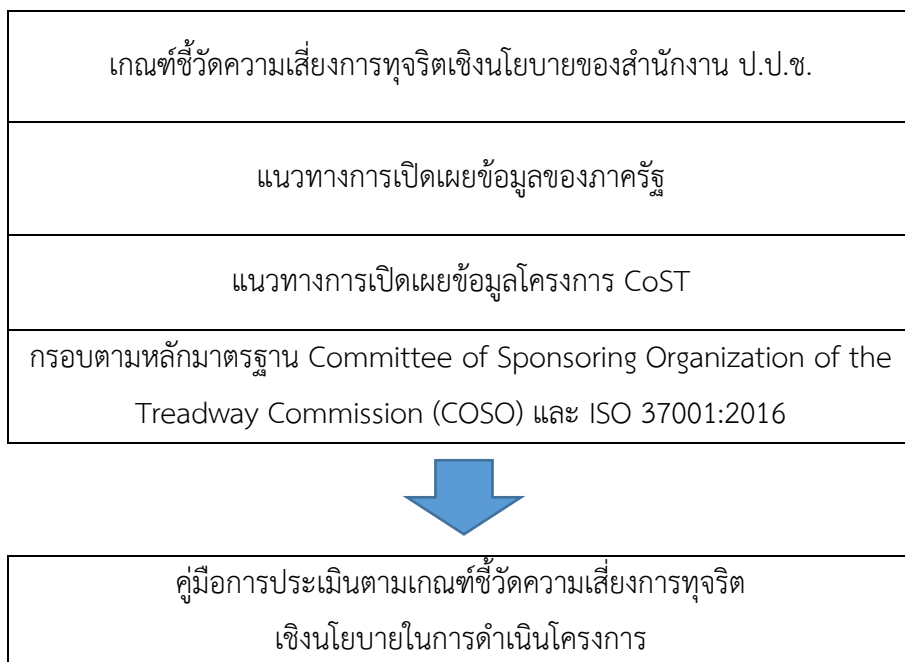 เกณฑ์ชี้วัดความเสี่ยงการทุจริตเชิงนโยบายของสำนักงาน ป.ป.ช.
แนวทางการเปิดเผยข้อมูลของภาครัฐ
แนวทางการเปิดเผยข้อมูลโครงการ CoST
กรอบตามหลักมาตรฐาน Committee of Sponsoring Organization of the
Treadway Commission (COSO) และ ISO 37001:2016
คู่มือการประเมินตามเกณฑ์ชี้วัดความเสี่ยงการทุจริต
เชิงนโยบายในการดำเนินโครงการ